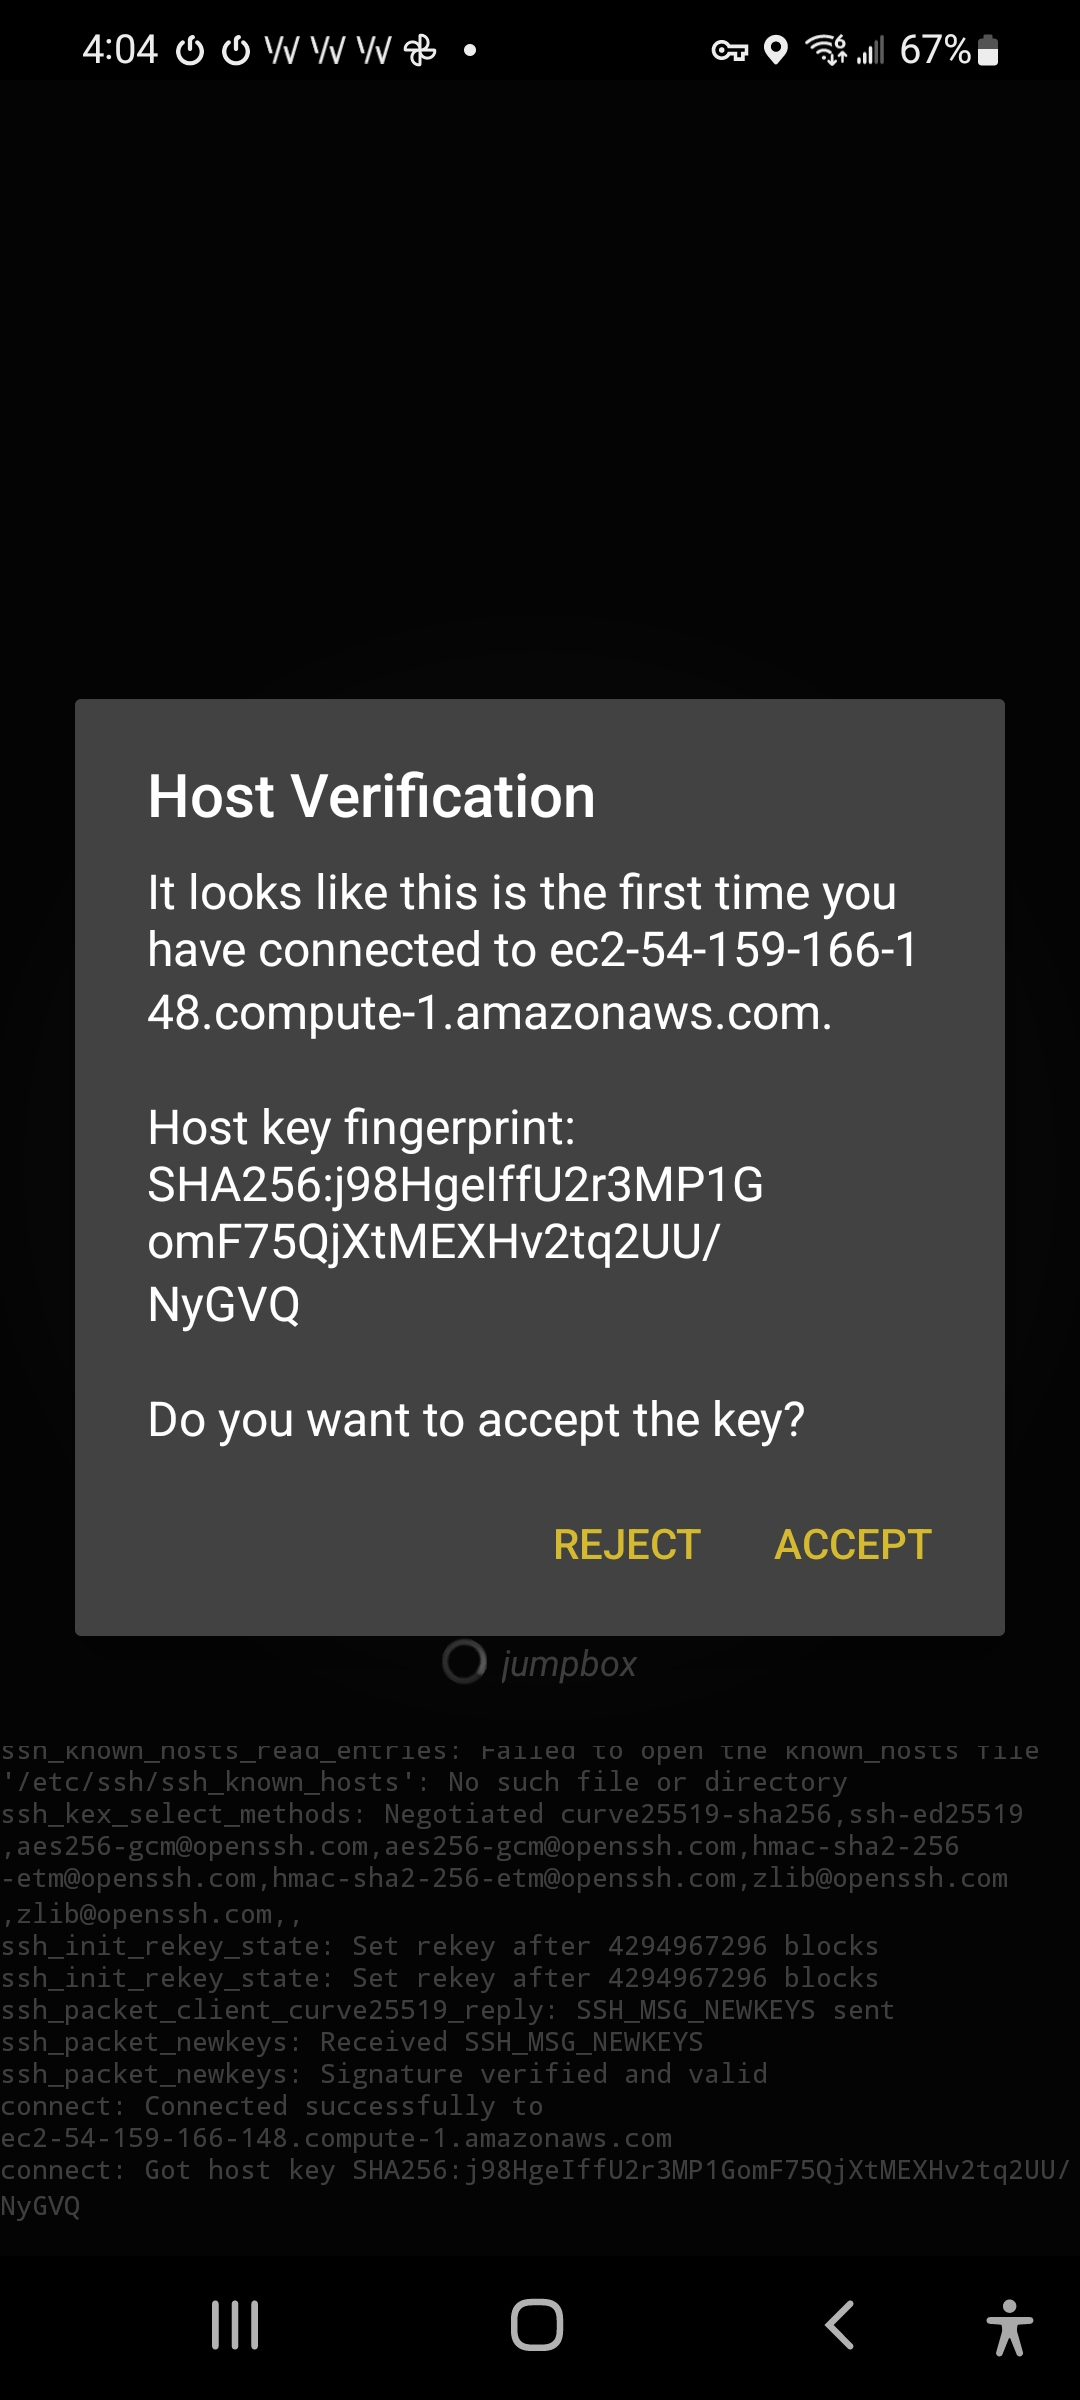 4:04 67%
Host Verification
It looks like this is the first time you
have connected to ec2-54-159-166-1
48.compute-1.amazonaws.com.
Host key fingerprint:
SHA256:j98HgeIffU2r3MP1G
omF75QjXtMEXHv2tq2UU/
NyGVQ
Do you want to accept the key?
REJECT ACCEPT
jumpbox
ssh_known_hosts_read_entries: Failed to open the known_hosts file
'/etc/ssh/ssh_known_hosts': No such file or directory
ssh_kex_select_methods: Negotiated curve25519-sha256,ssh-ed25519
,aes256-gcm@openssh.com,aes256-gcm@openssh.com,hmac-sha2-256
-etm@openssh.com,hmac-sha2-256-etm@openssh.com,zlib@openssh.com
,zlib@openssh.com,,
ssh_init_rekey_state: Set rekey after 4294967296 blocks
ssh_init_rekey_state: Set rekey after 4294967296 blocks
ssh_packet_client_curve25519_reply: SSH_MSG_NEWKEYS sent
ssh_packet_newkeys: Received SSH_MSG_NEWKEYS
ssh_packet_newkeys: Signature verified and valid
connect: Connected successfully to
ec2-54-159-166-148.compute-1.amazonaws.com
connect: Got host key SHA256:j98HgeIffU2r3MP1GomF75QjXtMEXHv2tq2UU/
NyGVQ